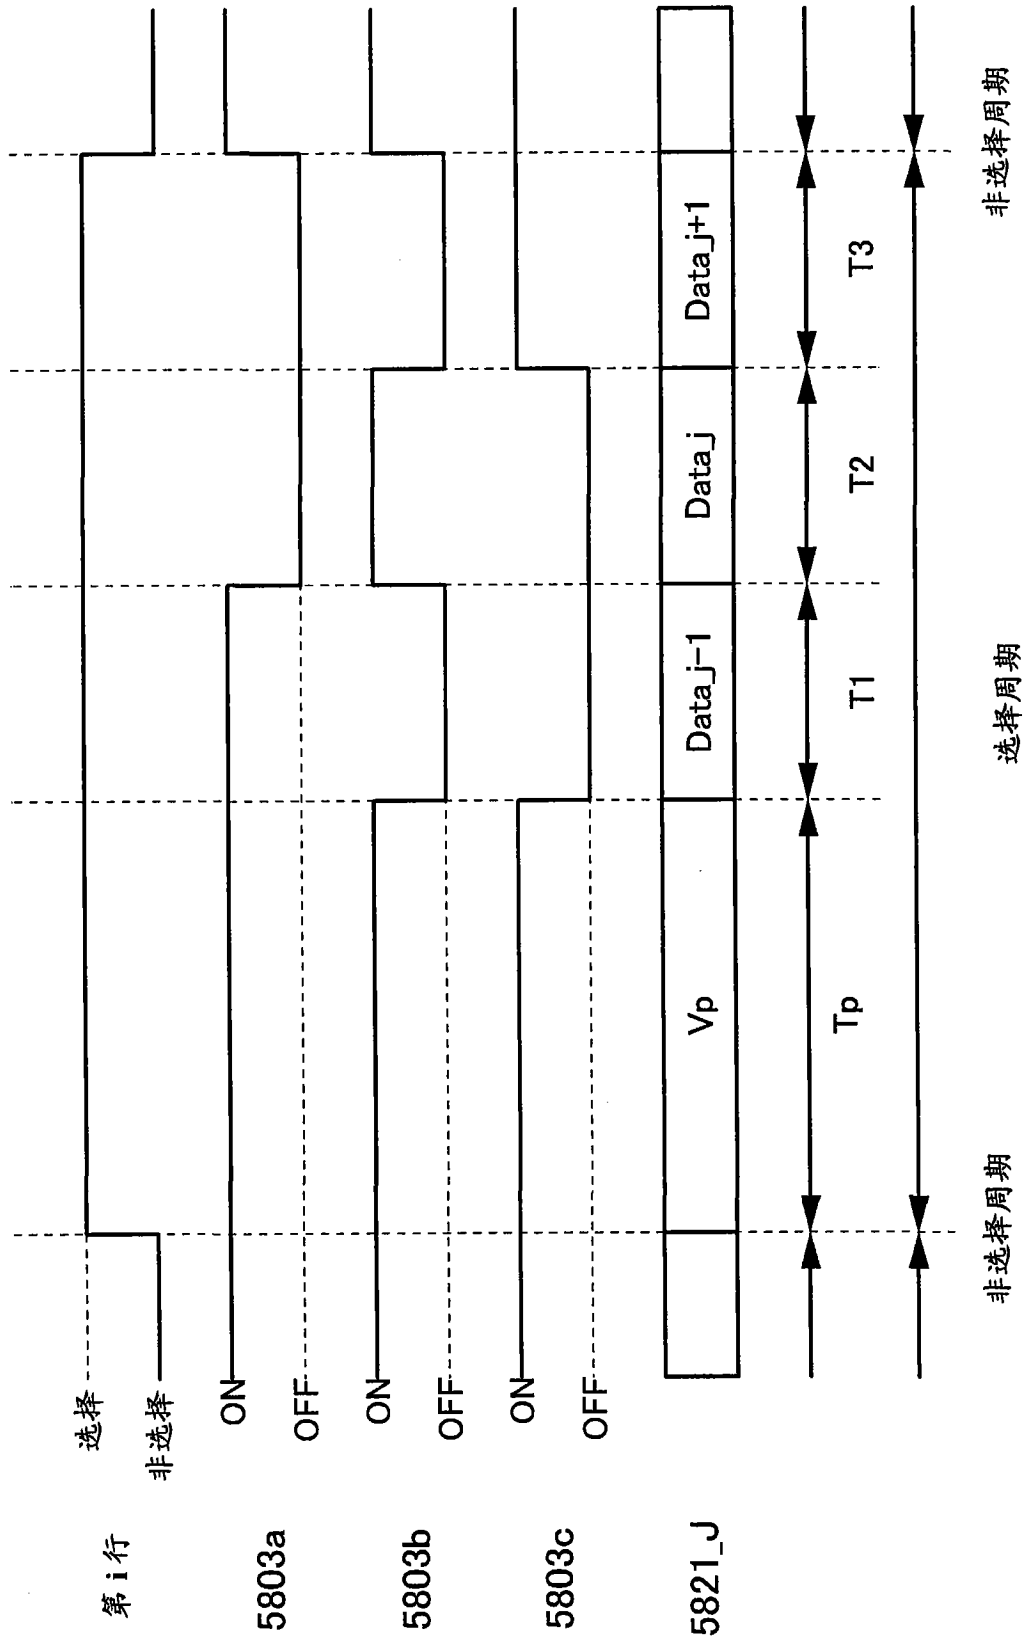 第i行
选择
非选择
5803a
ON
OFF
5803b
ON
OFF
5803c
ON
OFF
5821_J
Vp
Data_j-1
Data_j
Data_j+1
Tp
T1
T2
T3
非选择周期
选择周期
非选择周期